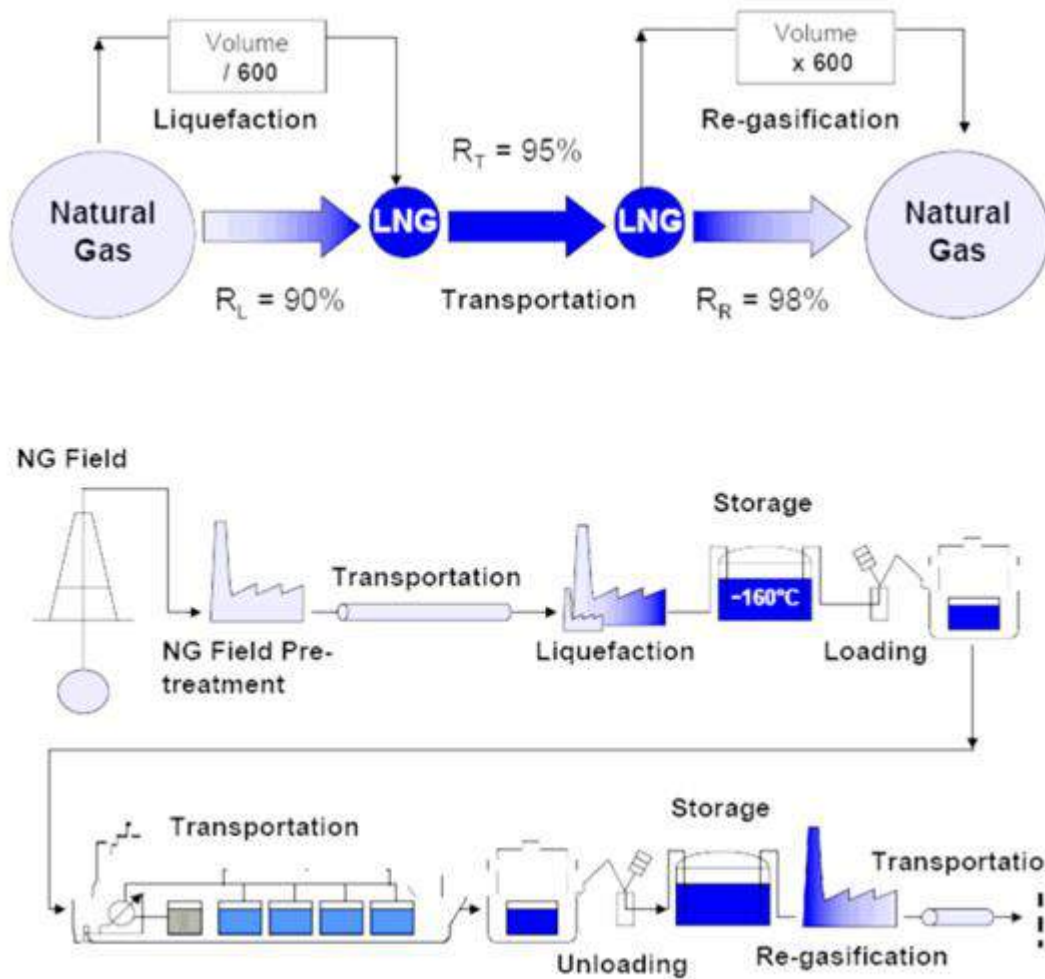 Volume
/ 600
Volume
x 600
Liquefaction
Re-gasification
R_T = 95%
Natural
Gas
LNG
LNG
Natural
Gas
R_L = 90%
Transportation
R_R = 98%
NG Field
Storage
Transportation
~160°C
NG Field Pre-
treatment
Liquefaction
Loading
Storage
Transportation
Transportatio
Unloading
Re-gasification